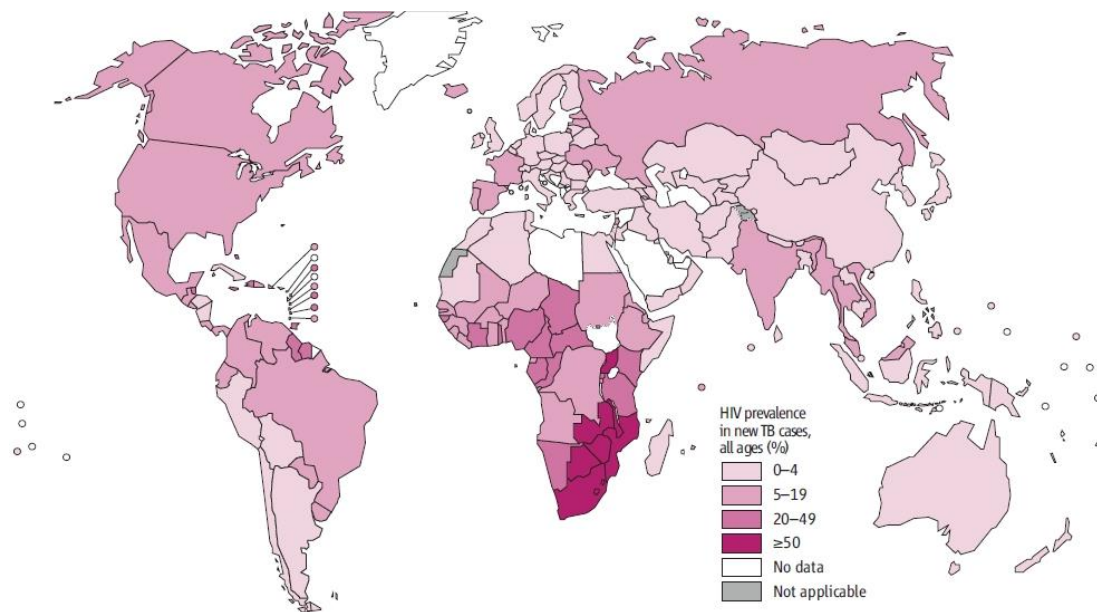 HIV prevalence
in new TB cases,
all ages (%)
0–4
5–19
20–49
≥50
No data
Not applicable